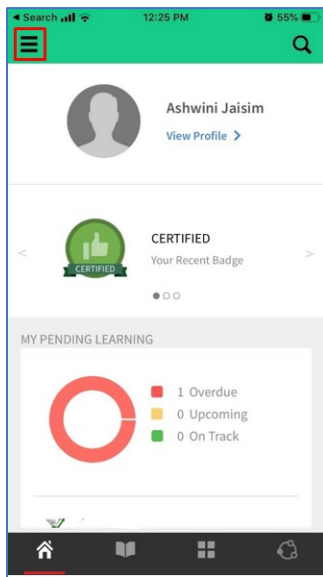 Search 12:25 PM 55%
Ashwini Jaisim
View Profile >
CERTIFIED
CERTIFIED
Your Recent Badge
MY PENDING LEARNING
1 Overdue
0 Upcoming
0 On Track